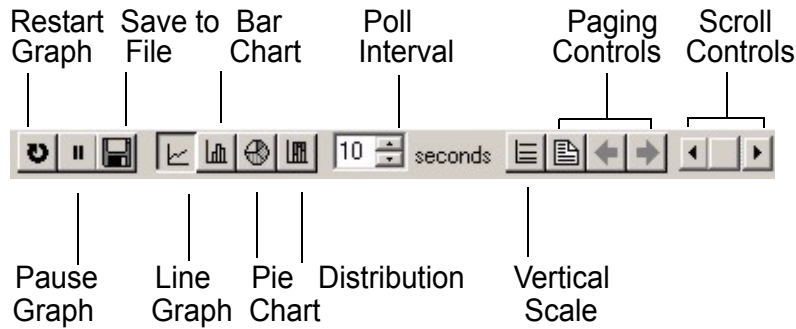 Restart Save to Bar Poll Paging Scroll
Graph File Chart Interval Controls Controls
10 seconds
Pause Line Pie Distribution Vertical
Graph Graph Chart Scale